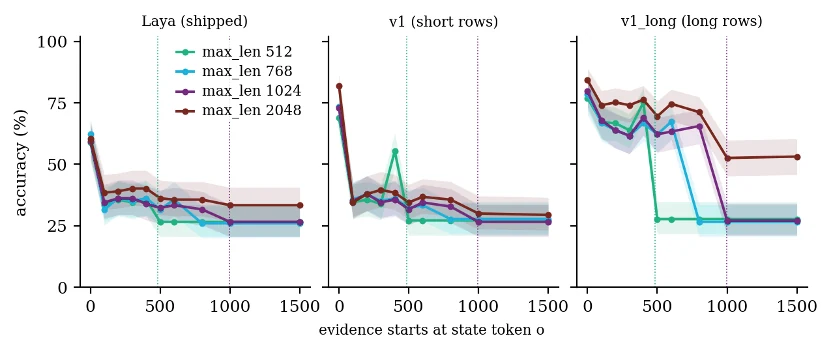 Laya (shipped)
v1 (short rows)
v1_long (long rows)
accuracy (%)
100
75
50
25
0
max_len 512
max_len 768
max_len 1024
max_len 2048
0 500 1000 1500
0 500 1000 1500
0 500 1000 1500
evidence starts at state token o